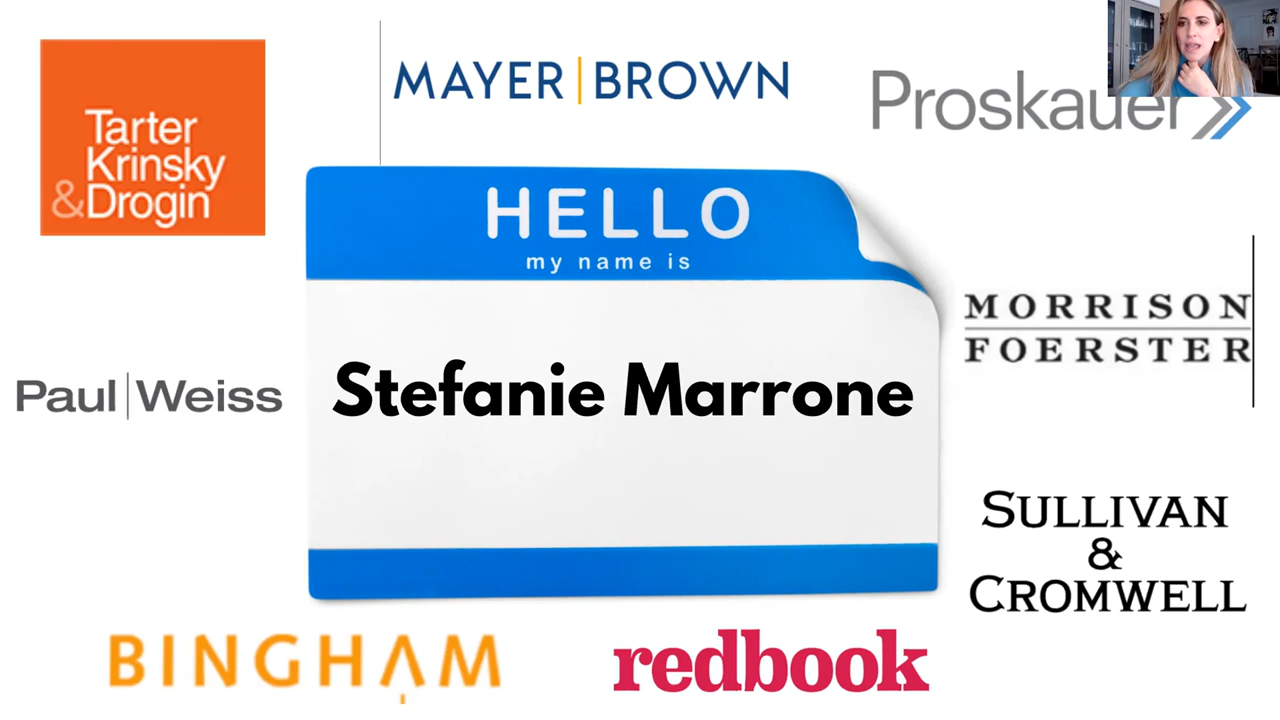 MAYER|BROWN
Proskauer
Tarter
Krinsky
&Drogin
HELLO
my name is
Stefanie Marrone
Paul|Weiss
MORRISON
FOERSTER
SULLIVAN
&
CROMWELL
BINGHAM
redbook